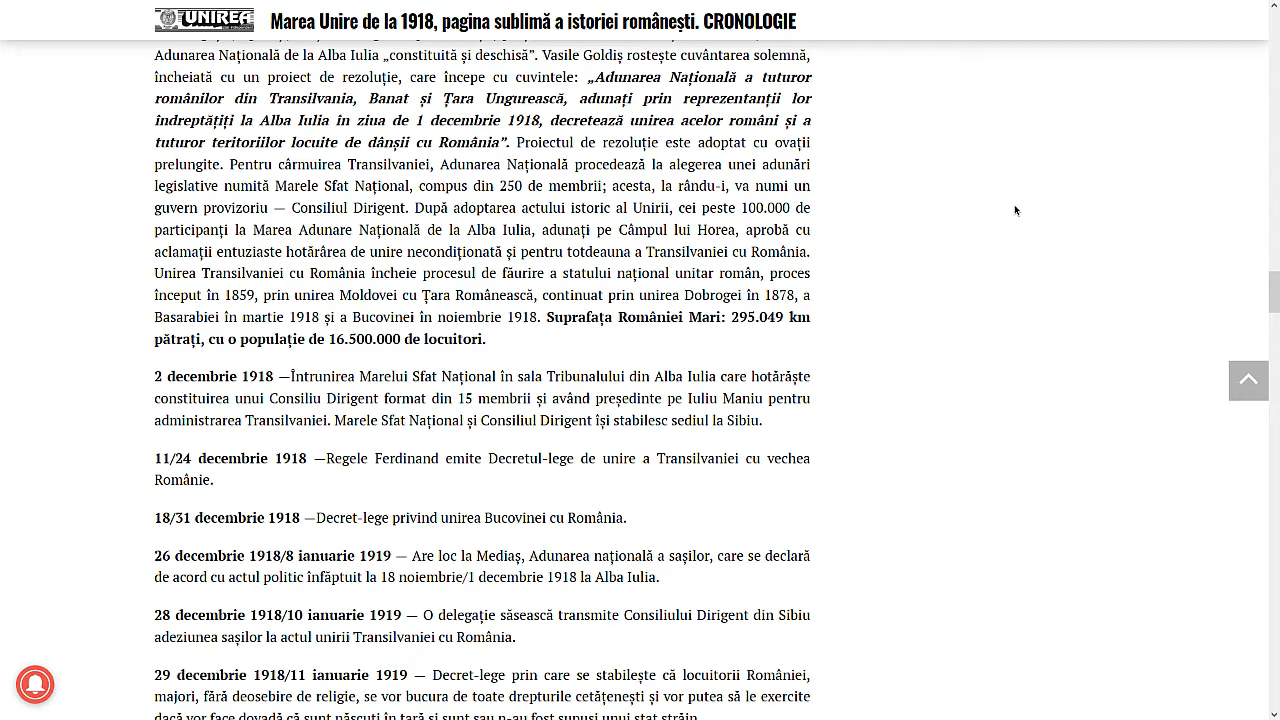 UNIREA
Marea Unire de la 1918, pagina sublimă a istoriei românești. CRONOLOGIE
Adunarea Națională de la Alba Iulia „constituită și deschisă”. Vasile Goldiș rostește cuvântarea solemnă,
încheiată cu un proiect de rezoluție, care începe cu cuvintele: „Adunarea Națională a tuturor
românilor din Transilvania, Banat și Țara Ungurească, adunați prin reprezentanții lor
îndreptățiți la Alba Iulia în ziua de 1 decembrie 1918, decretează unirea acelor români și a
tuturor teritoriilor locuite de dânșii cu România”. Proiectul de rezoluție este adoptat cu ovații
prelungite. Pentru cârmuirea Transilvaniei, Adunarea Națională procedează la alegerea unei adunări
legislative numită Marele Sfat Național, compus din 250 de membrii; acesta, la rându-i, va numi un
guvern provizoriu — Consiliul Dirigent. După adoptarea actului istoric al Unirii, cei peste 100.000 de
participanți la Marea Adunare Națională de la Alba Iulia, adunați pe Câmpul lui Horea, aprobă cu
aclamații entuziaste hotărârea de unire necondiționată și pentru totdeauna a Transilvaniei cu România.
Unirea Transilvaniei cu România încheie procesul de făurire a statului național unitar român, proces
început în 1859, prin unirea Moldovei cu Țara Românească, continuat prin unirea Dobrogei în 1878, a
Basarabiei în martie 1918 și a Bucovinei în noiembrie 1918. Suprafața României Mari: 295.049 km
pătrați, cu o populație de 16.500.000 de locuitori.
2 decembrie 1918 —Întrunirea Marelui Sfat Național în sala Tribunalului din Alba Iulia care hotărăște
constituirea unui Consiliu Dirigent format din 15 membrii și având președinte pe Iuliu Maniu pentru
administrarea Transilvaniei. Marele Sfat Național și Consiliul Dirigent își stabilesc sediul la Sibiu.
11/24 decembrie 1918 —Regele Ferdinand emite Decretul-lege de unire a Transilvaniei cu vechea
Românie.
18/31 decembrie 1918 —Decret-lege privind unirea Bucovinei cu România.
26 decembrie 1918/8 ianuarie 1919 — Are loc la Mediaș, Adunarea națională a sașilor, care se declară
de acord cu actul politic înfăptuit la 18 noiembrie/1 decembrie 1918 la Alba Iulia.
28 decembrie 1918/10 ianuarie 1919 — O delegație săsească transmite Consiliului Dirigent din Sibiu
adeziunea sașilor la actul unirii Transilvaniei cu România.
29 decembrie 1918/11 ianuarie 1919 — Decret-lege prin care se stabilește că locuitorii României,
majori, fără deosebire de religie, se vor bucura de toate drepturile cetățenești și vor putea să le exercite
dacă vor face dovadă că sunt născuți în țară și sunt sau n-au fost supuși unui stat străin.